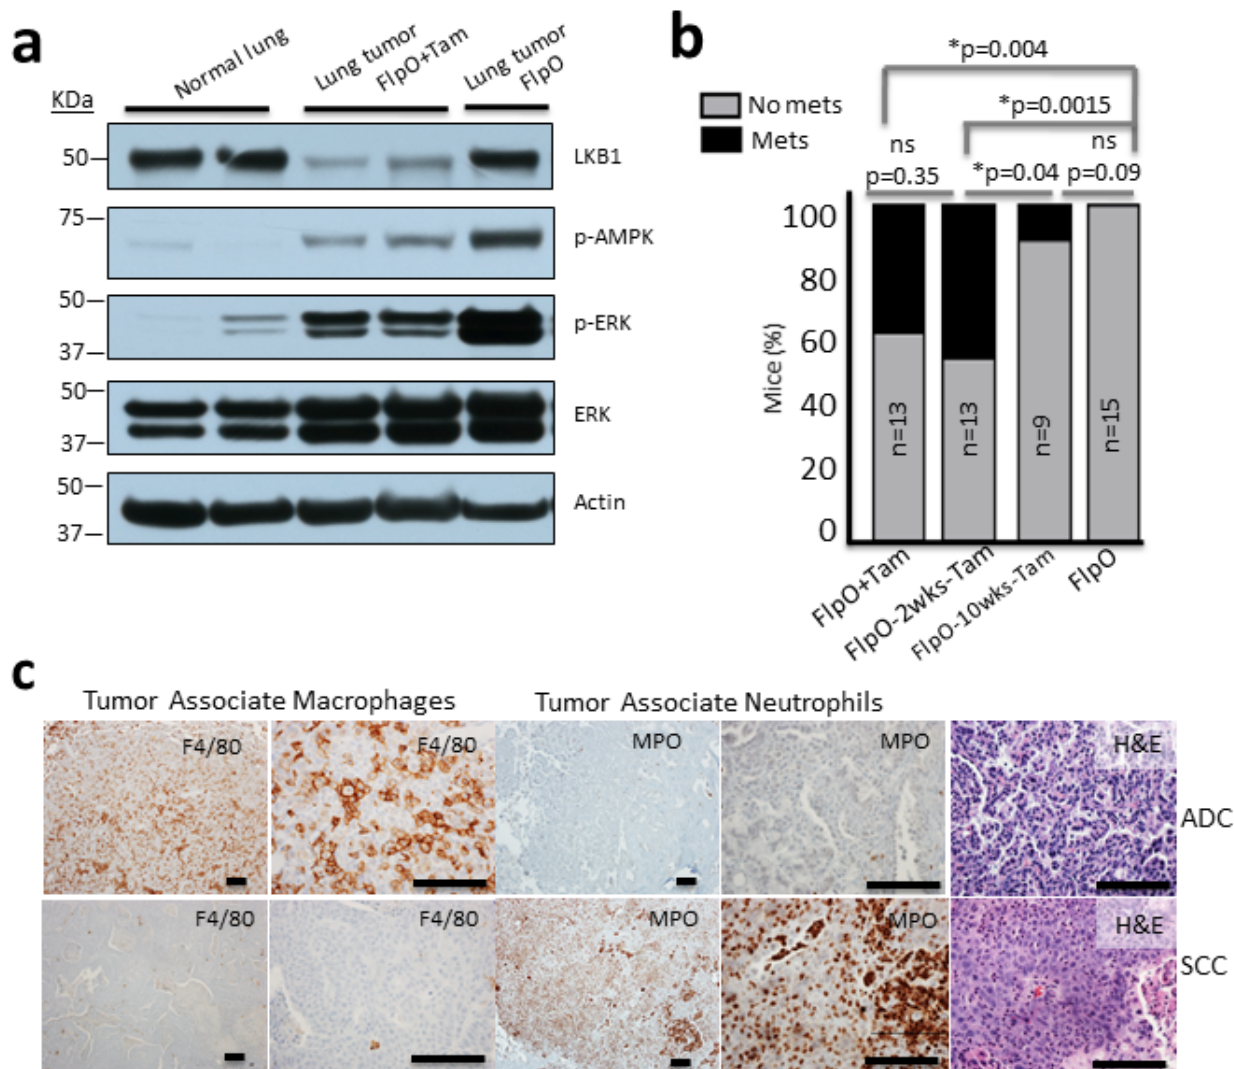 a
Normal lung
Lung tumor
FlpO+Tam
Lung tumor
FlpO
KDa
50
LKB1
75
p-AMPK
50
p-ERK
37
50
ERK
37
50
Actin
37
b
*p=0.004
No mets
*p=0.0015
Mets
ns
ns
p=0.35
*p=0.04
p=0.09
100
80
60
40
20
0
Mice (%)
n=13
n=13
n=9
n=15
FlpO+Tam
FlpO-2wks-Tam
FlpO-10wks-Tam
FlpO
c
Tumor Associate Macrophages
Tumor Associate Neutrophils
F4/80
F4/80
MPO
MPO
H&E
ADC
F4/80
F4/80
MPO
MPO
H&E
SCC